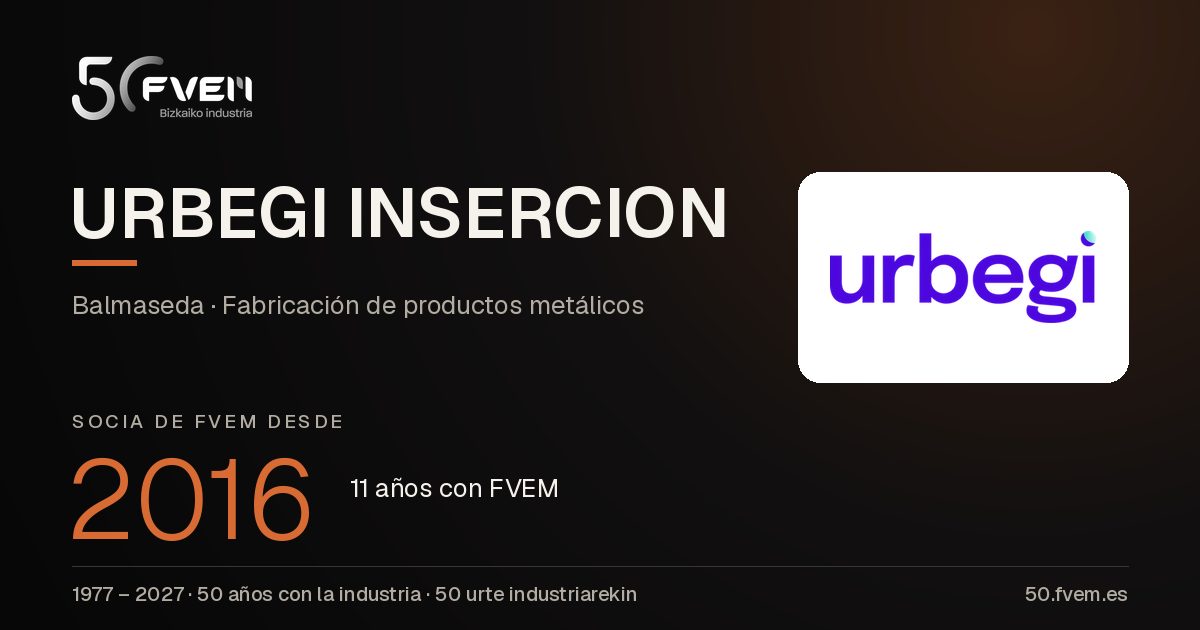 50 FVEM
Bizkaiko industria
URBEGI INSERCION
urbegi
Balmaseda · Fabricación de productos metálicos
SOCIA DE FVEM DESDE
2016
11 años con FVEM
1977 – 2027 · 50 años con la industria · 50 urte industriarekin
50.fvem.es